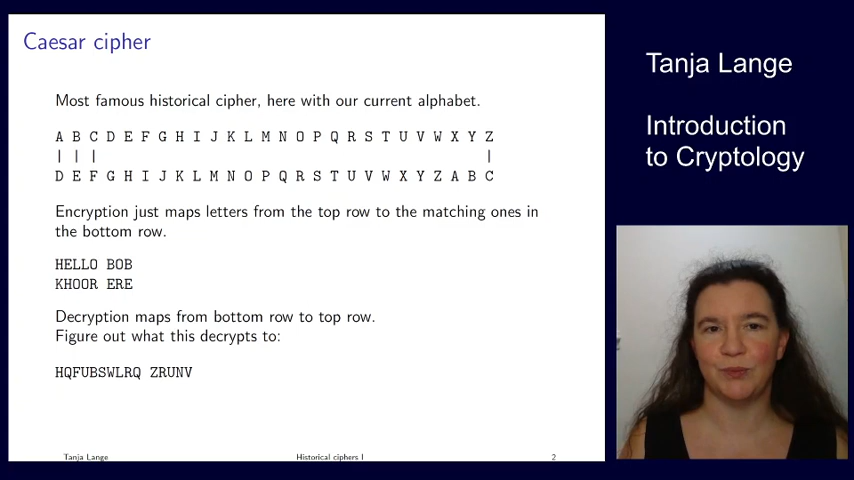 Caesar cipher
Most famous historical cipher, here with our current alphabet.
A B C D E F G H I J K L M N O P Q R S T U V W X Y Z
| | | |
D E F G H I J K L M N O P Q R S T U V W X Y Z A B C
Encryption just maps letters from the top row to the matching ones in
the bottom row.
HELLO BOB
KHOOR ERE
Decryption maps from bottom row to top row.
Figure out what this decrypts to:
HQFUBSWLRQ ZRUNV
Tanja Lange
Historical ciphers I
2
Tanja Lange
Introduction
to Cryptology